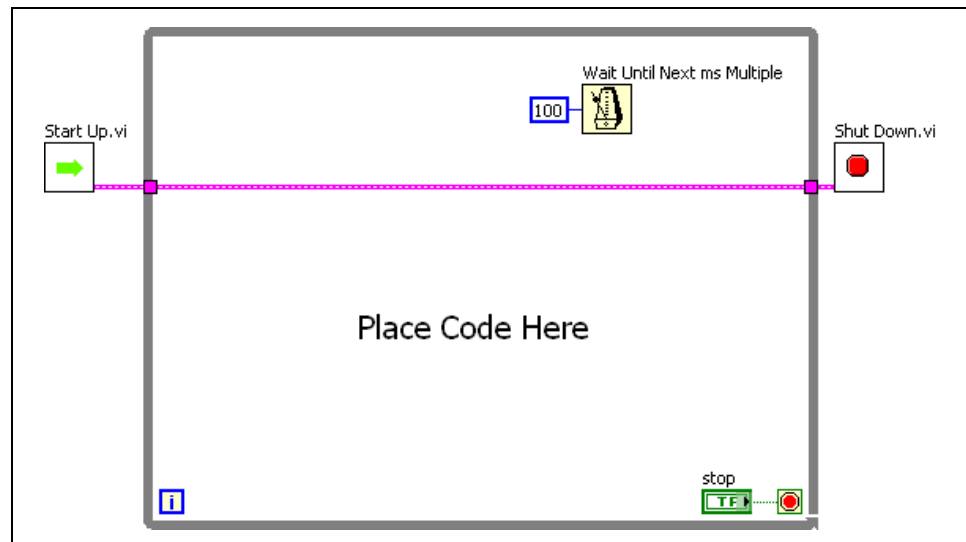 Wait Until Next ms Multiple
100
Start Up.vi
Shut Down.vi
Place Code Here
stop
TF
i